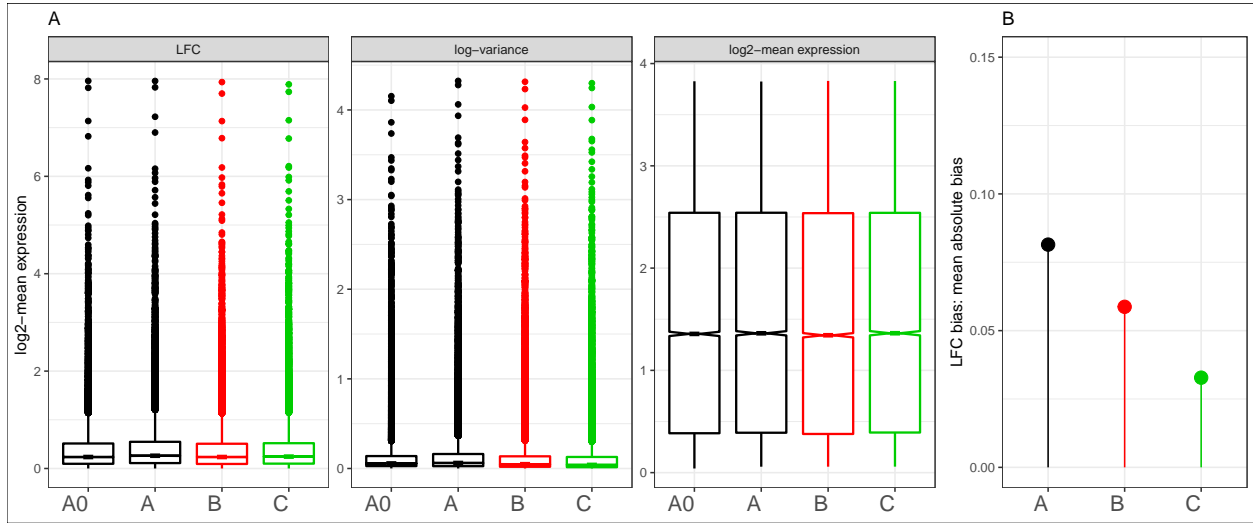 A
B
LFC
log−variance
log2−mean expression
log2−mean expression
8
6
4
2
0
4
3
2
1
0
4
3
2
1
0
LFC bias: mean absolute bias
0.15
0.10
0.05
0.00
A0 A B C
A0 A B C
A0 A B C
A B C